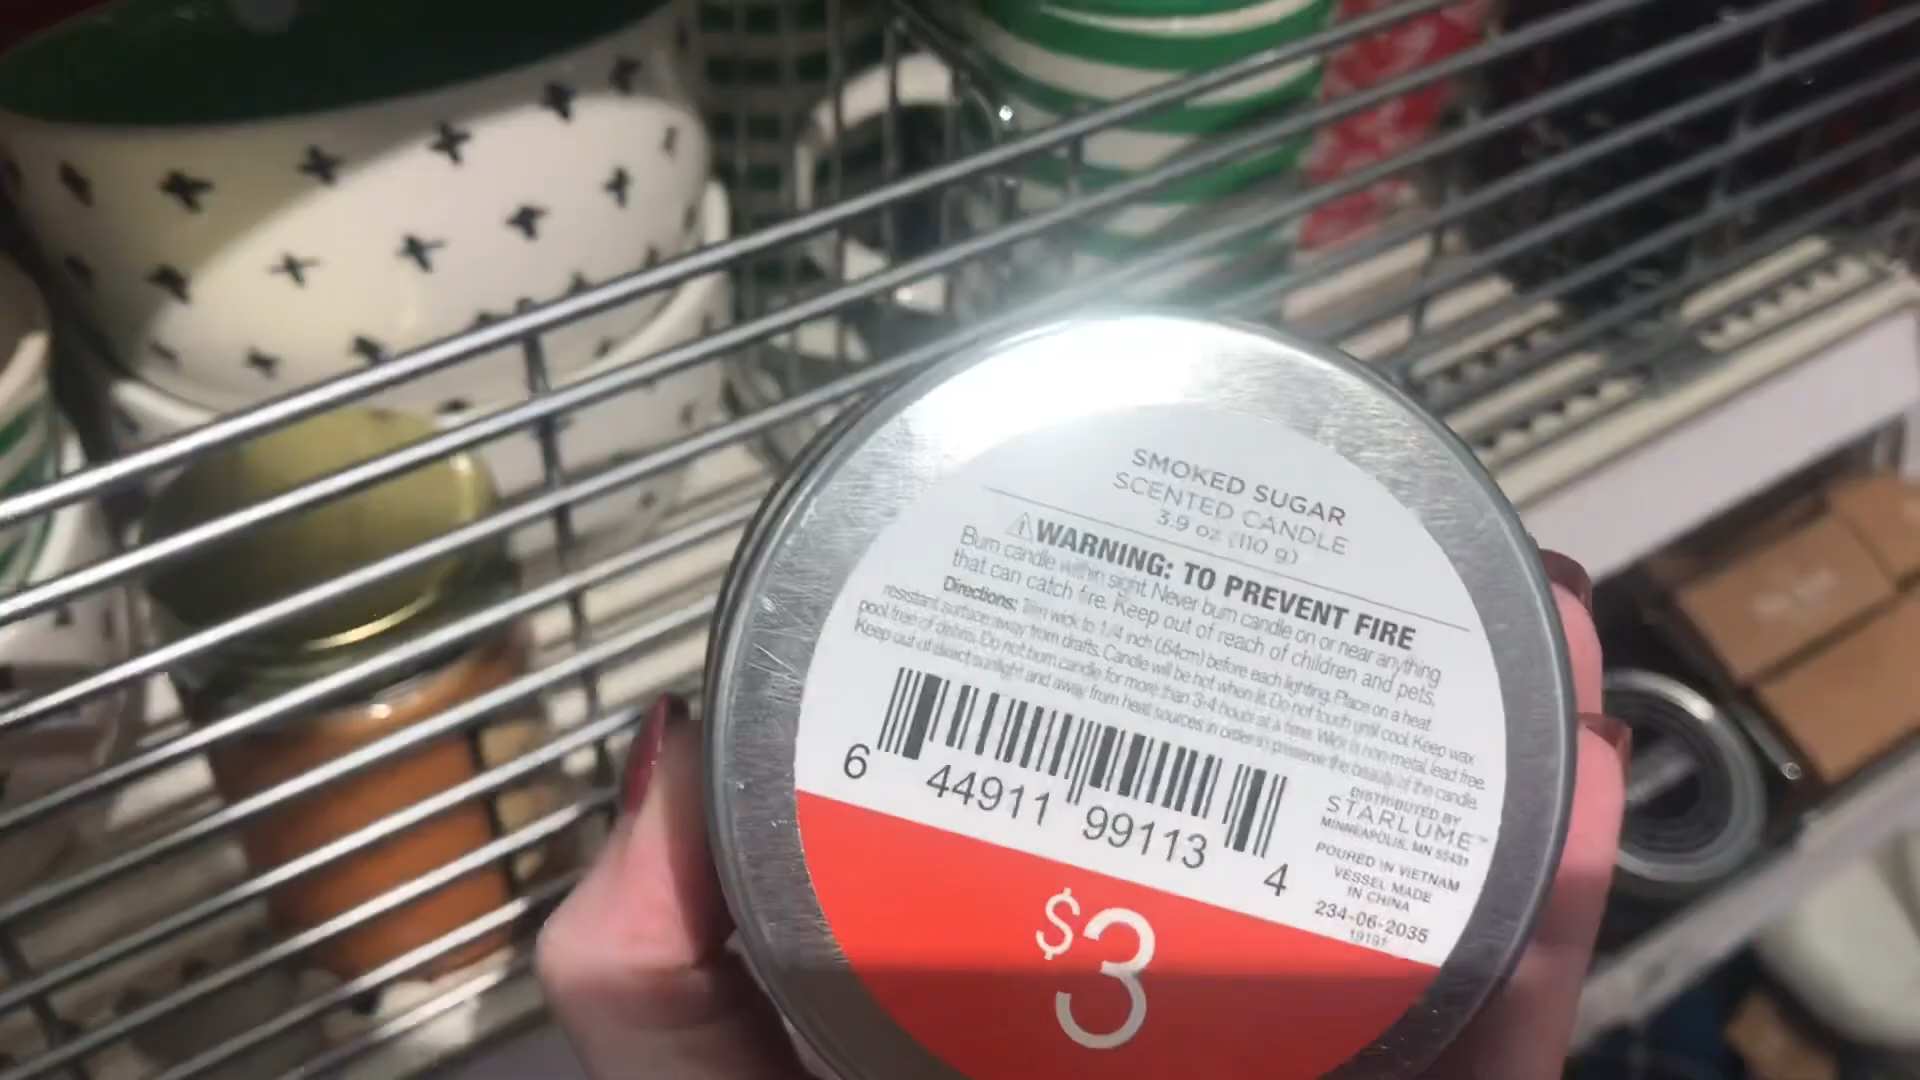 SMOKED SUGAR
SCENTED CANDLE
3.9 oz (110 g)
WARNING: TO PREVENT FIRE
Burn candle within sight. Never burn candle on or near anything
that can catch fire. Keep out of reach of children and pets.
Directions: Trim wick to 1/4 inch (.64cm) before each lighting. Place on a heat
resistant surface away from drafts. Candle will be hot when lit. Do not touch until cool. Keep wax
pool free of debris. Do not burn candle for more than 3-4 hours at a time. Wick is non-metal, lead free.
Keep out of direct sunlight and away from heat sources in order to preserve the beauty of the candle.
6 44911 99113 4
DISTRIBUTED BY
STARLUME™
MINNEAPOLIS, MN 55431
POURED IN VIETNAM
VESSEL MADE
IN CHINA
234-06-2035
19191
$3